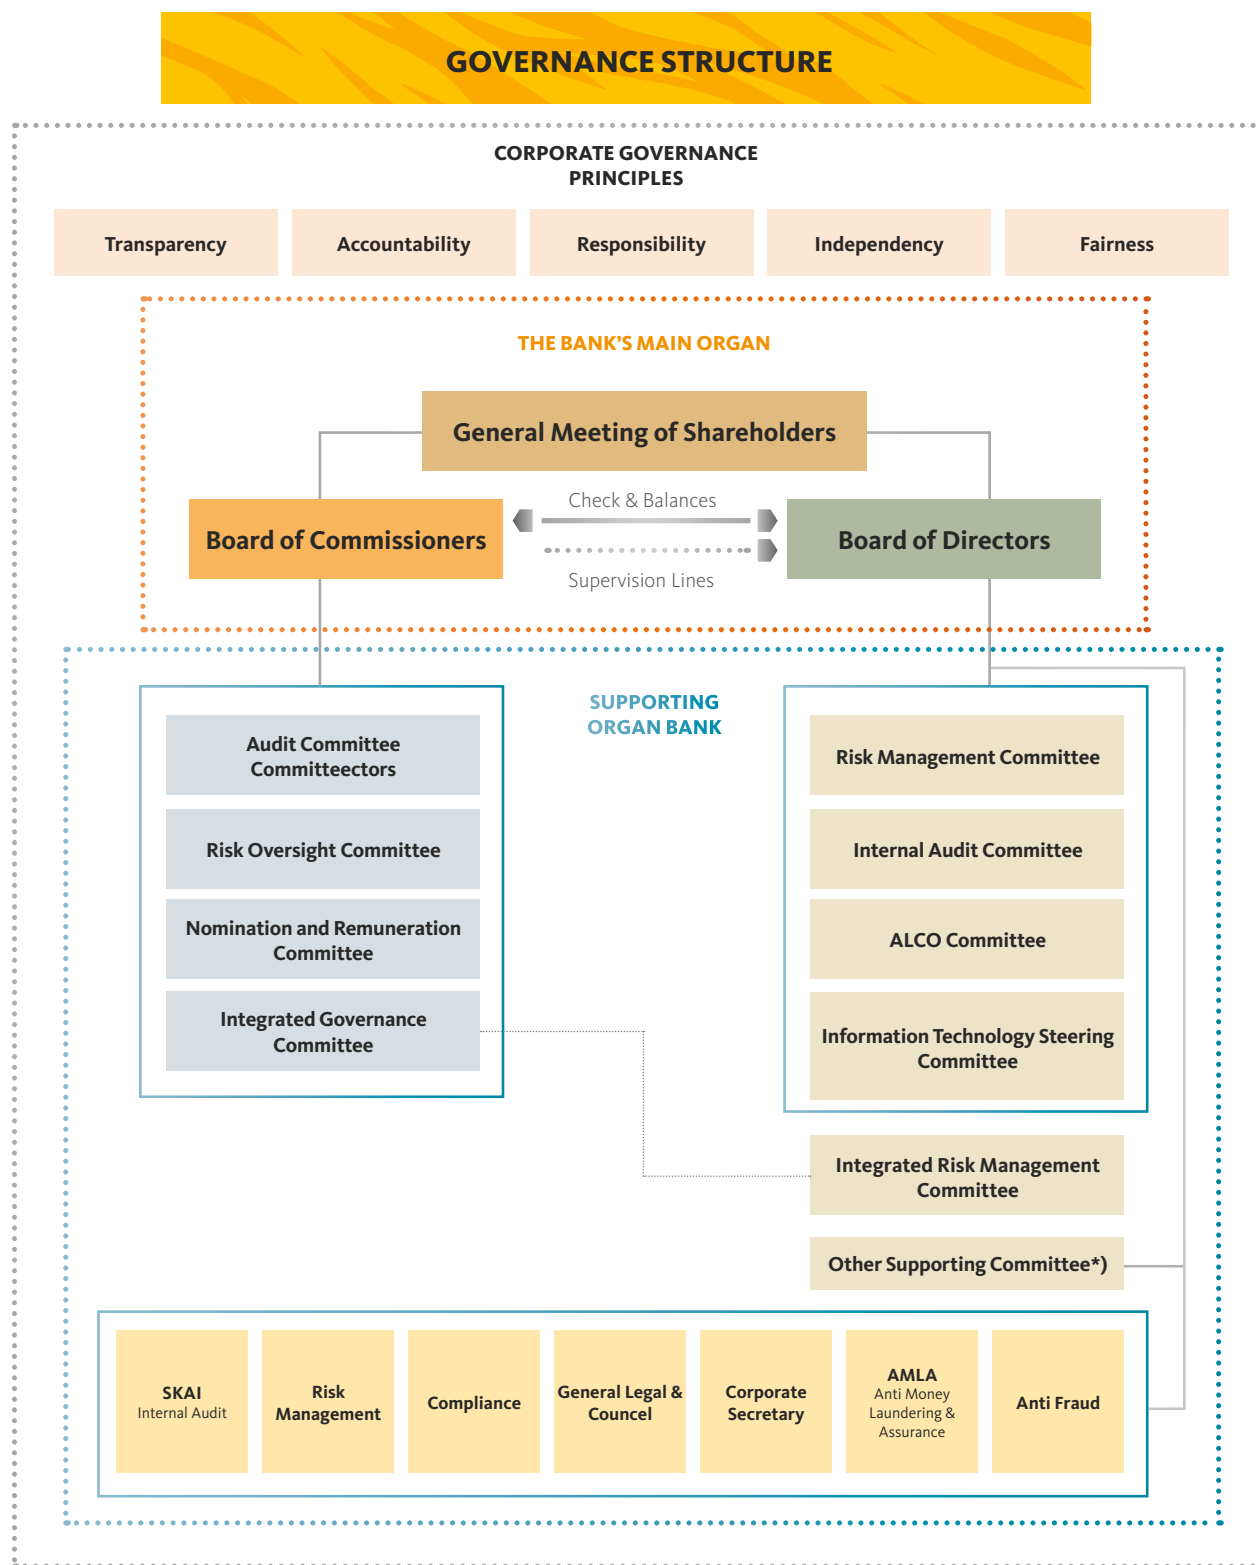 GOVERNANCE STRUCTURE
CORPORATE GOVERNANCE
PRINCIPLES
Transparency
Accountability
Responsibility
Independency
Fairness
THE BANK'S MAIN ORGAN
General Meeting of Shareholders
Board of Commissioners
Check & Balances
Supervision Lines
Board of Directors
SUPPORTING
ORGAN BANK
Audit Committee
Committeectors
Risk Oversight Committee
Nomination and Remuneration
Committee
Integrated Governance
Committee
Risk Management Committee
Internal Audit Committee
ALCO Committee
Information Technology Steering
Committee
Integrated Risk Management
Committee
Other Supporting Committee*)
SKAI
Internal Audit
Risk
Management
Compliance
General Legal &
Councel
Corporate
Secretary
AMLA
Anti Money
Laundering &
Assurance
Anti Fraud